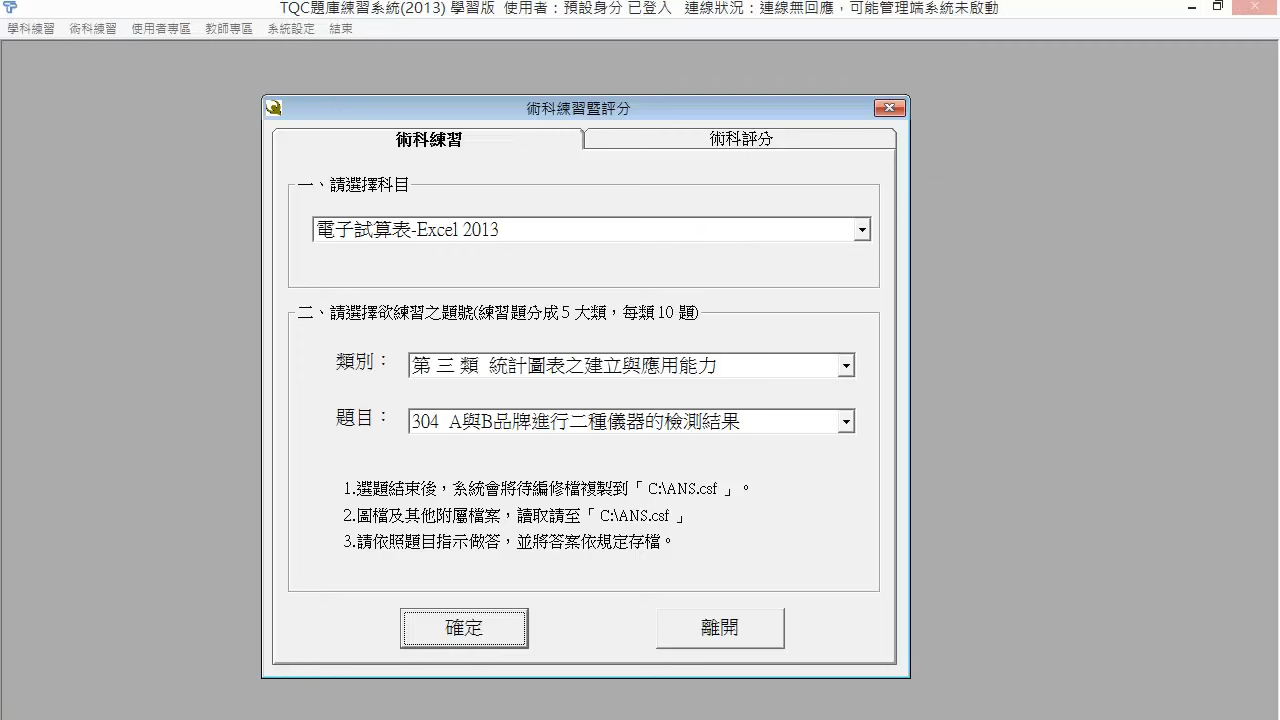 TQC題庫練習系統(2013) 學習版 使用者：預設身分 已登入 連線狀況：連線無回應，可能管理端系統未啟動
學科練習 術科練習 使用者專區 教師專區 系統設定 結束
術科練習暨評分
術科練習 術科評分
一、請選擇科目
電子試算表-Excel 2013
二、請選擇欲練習之題號(練習題分成 5 大類，每類 10 題)
類別： 第 三 類 統計圖表之建立與應用能力
題目： 304 A與B品牌進行二種儀器的檢測結果
1.選題結束後，系統會將待編修檔複製到「 C:\ANS.csf 」。
2.圖檔及其他附屬檔案，讀取請至「 C:\ANS.csf 」
3.請依照題目指示做答，並將答案依規定存檔。
確定 離開